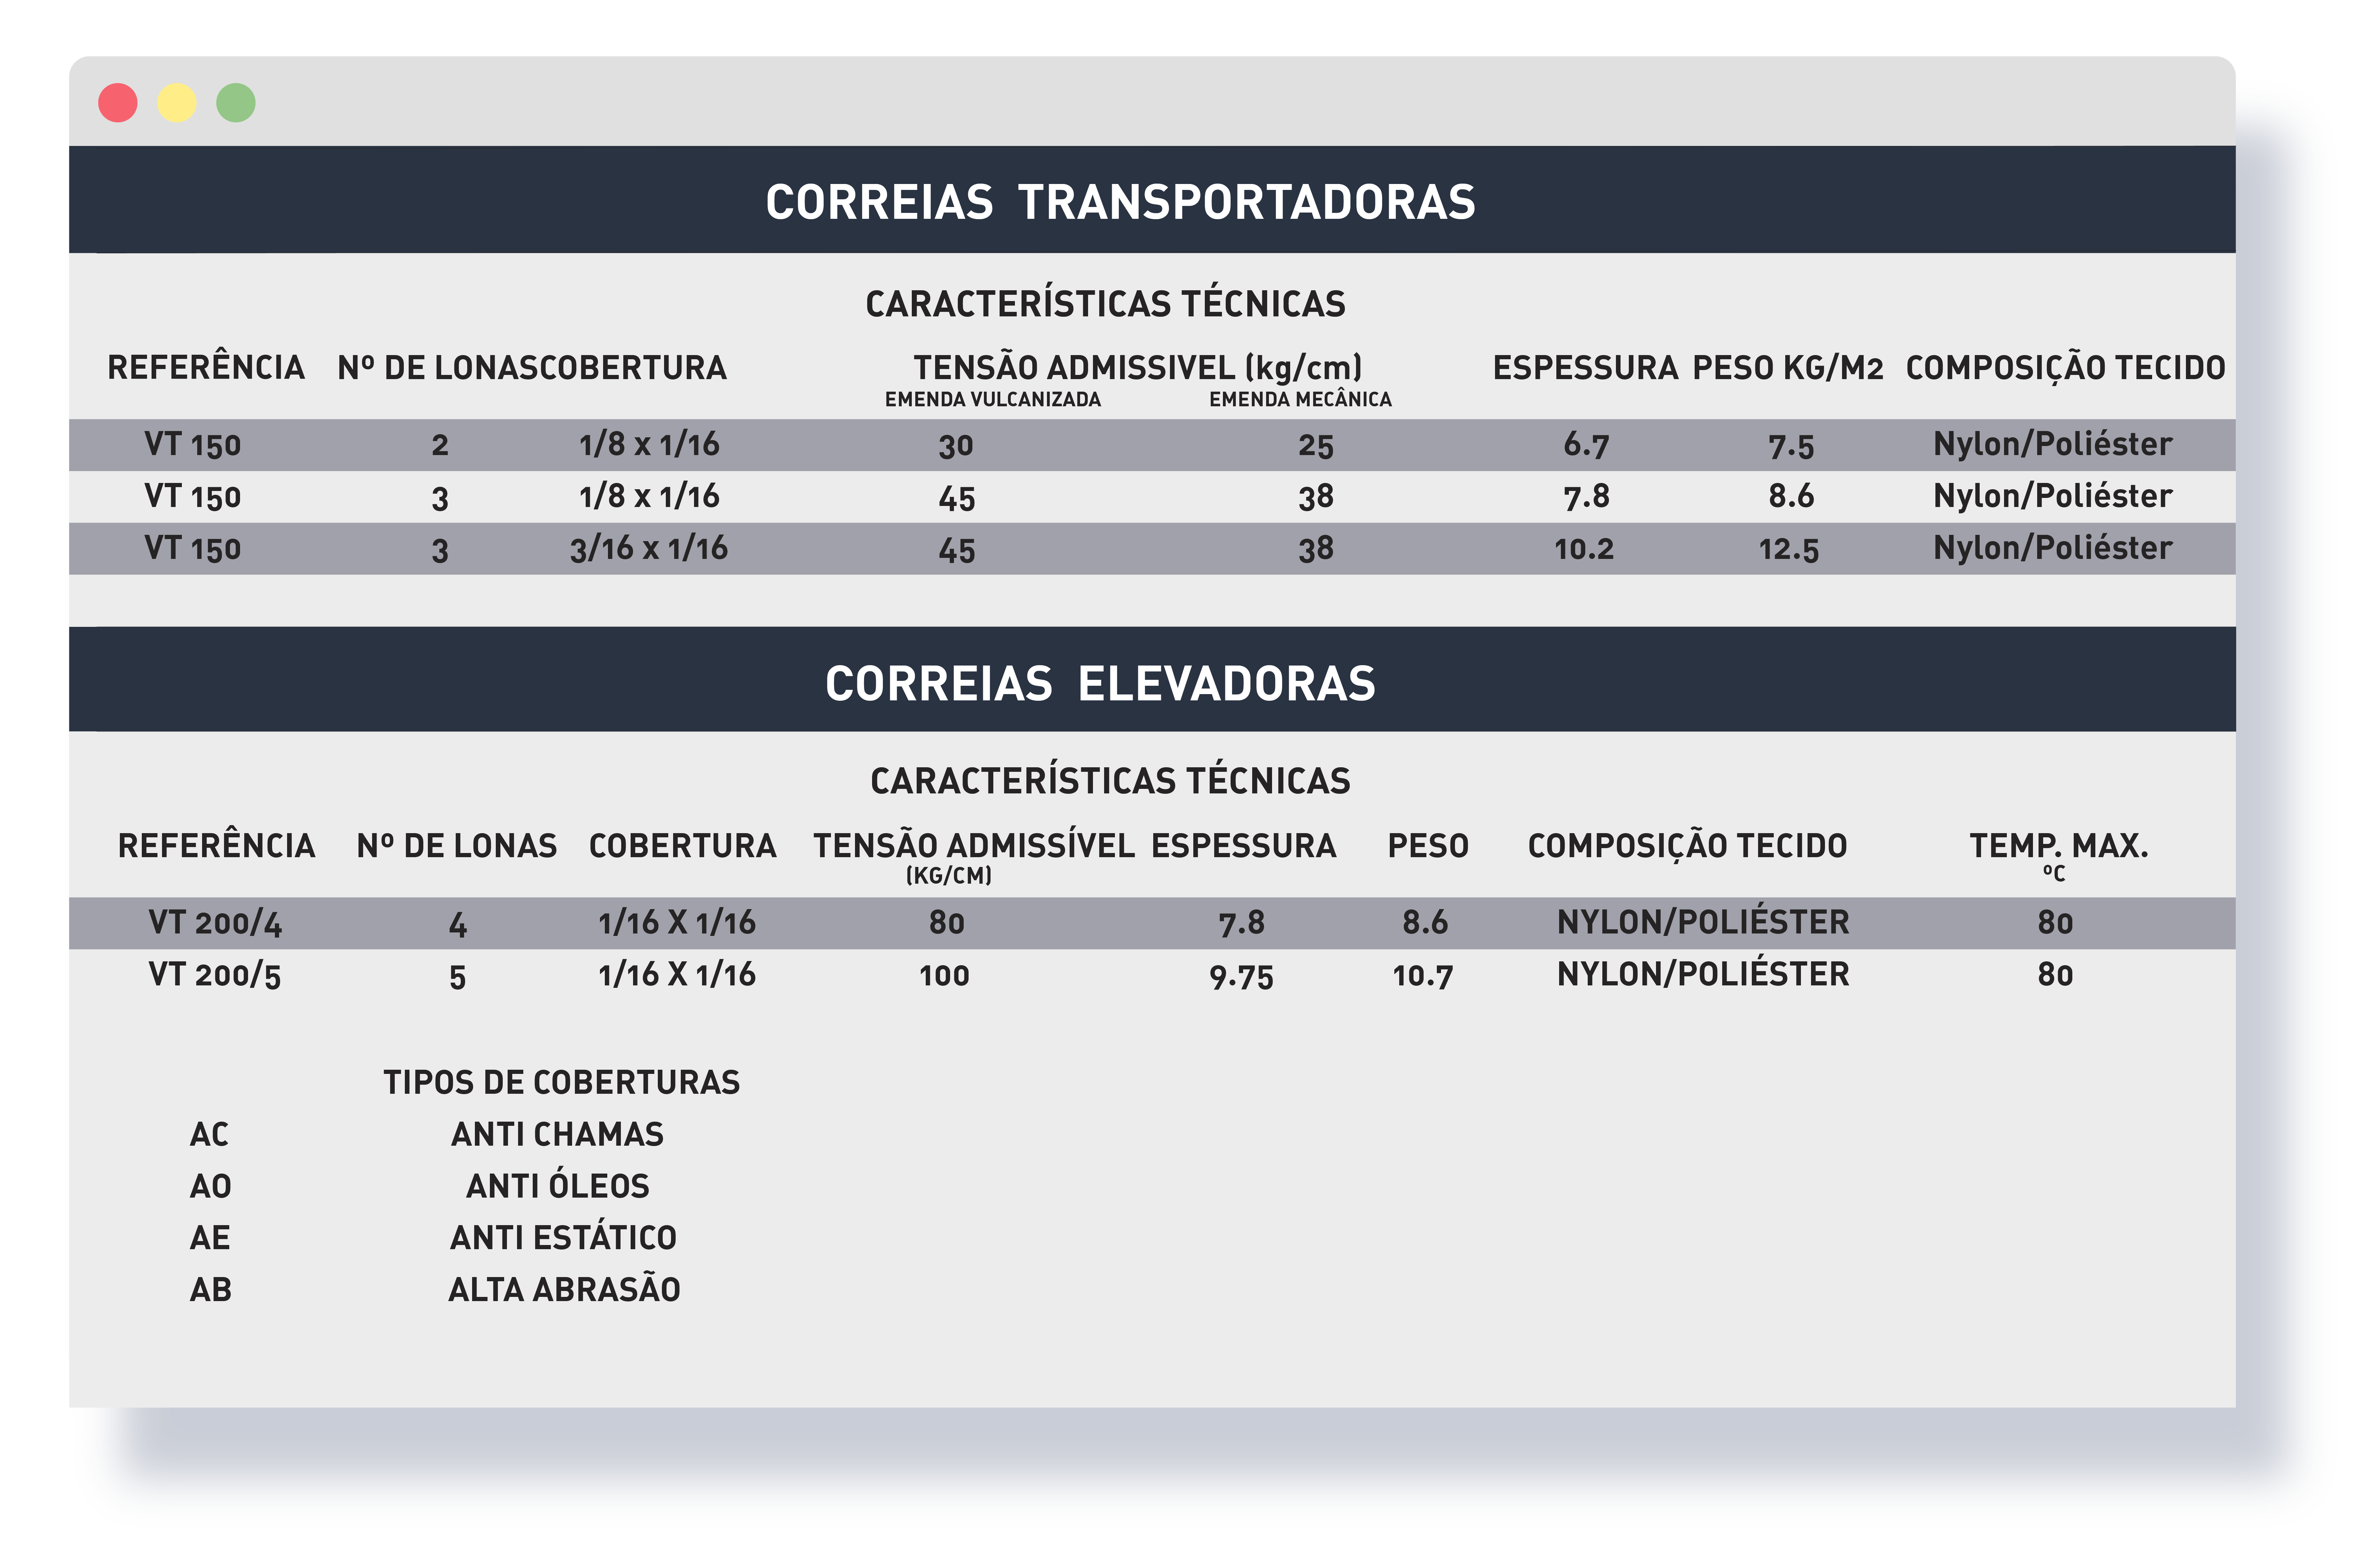 CORREIAS TRANSPORTADORAS
CARACTERÍSTICAS TÉCNICAS
REFERÊNCIA Nº DE LONASCOBERTURA TENSÃO ADMISSIVEL (kg/cm) ESPESSURA PESO KG/M2 COMPOSIÇÃO TECIDO
EMENDA VULCANIZADA EMENDA MECÂNICA
VT 150 2 1/8 x 1/16 30 25 6.7 7.5 Nylon/Poliéster
VT 150 3 1/8 x 1/16 45 38 7.8 8.6 Nylon/Poliéster
VT 150 3 3/16 x 1/16 45 38 10.2 12.5 Nylon/Poliéster
CORREIAS ELEVADORAS
CARACTERÍSTICAS TÉCNICAS
REFERÊNCIA Nº DE LONAS COBERTURA TENSÃO ADMISSÍVEL ESPESSURA PESO COMPOSIÇÃO TECIDO TEMP. MAX.
(KG/CM) ºC
VT 200/4 4 1/16 X 1/16 80 7.8 8.6 NYLON/POLIÉSTER 80
VT 200/5 5 1/16 X 1/16 100 9.75 10.7 NYLON/POLIÉSTER 80
TIPOS DE COBERTURAS
AC ANTI CHAMAS
AO ANTI ÓLEOS
AE ANTI ESTÁTICO
AB ALTA ABRASÃO